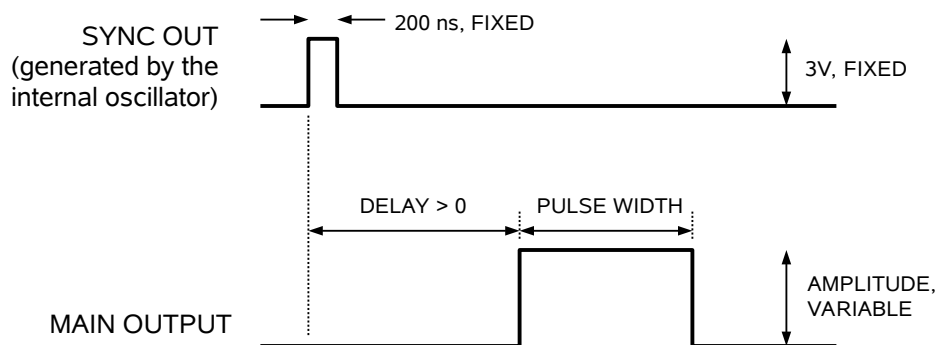 200 ns, FIXED
SYNC OUT
(generated by the
internal oscillator)
3V, FIXED
DELAY > 0
PULSE WIDTH
AMPLITUDE,
VARIABLE
MAIN OUTPUT